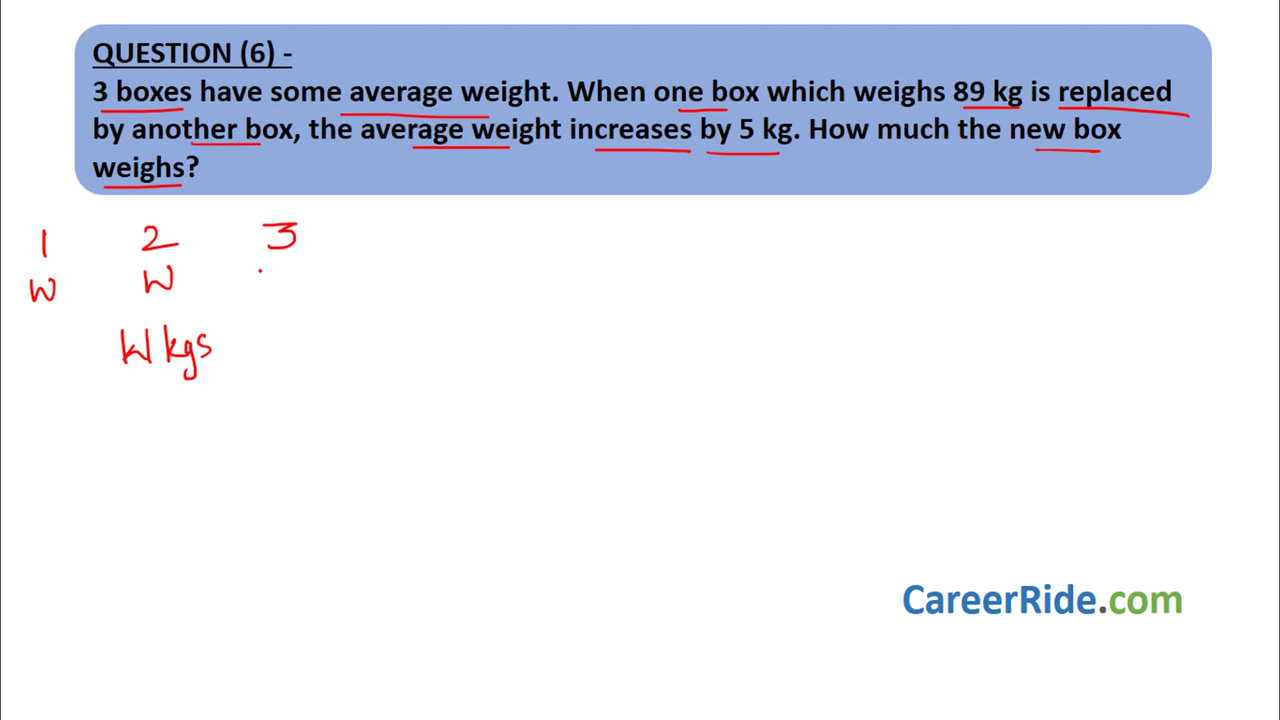 QUESTION (6) -
3 boxes have some average weight. When one box which weighs 89 kg is replaced
by another box, the average weight increases by 5 kg. How much the new box
weighs?
1 2 3
W W
W kgs
CareerRide.com